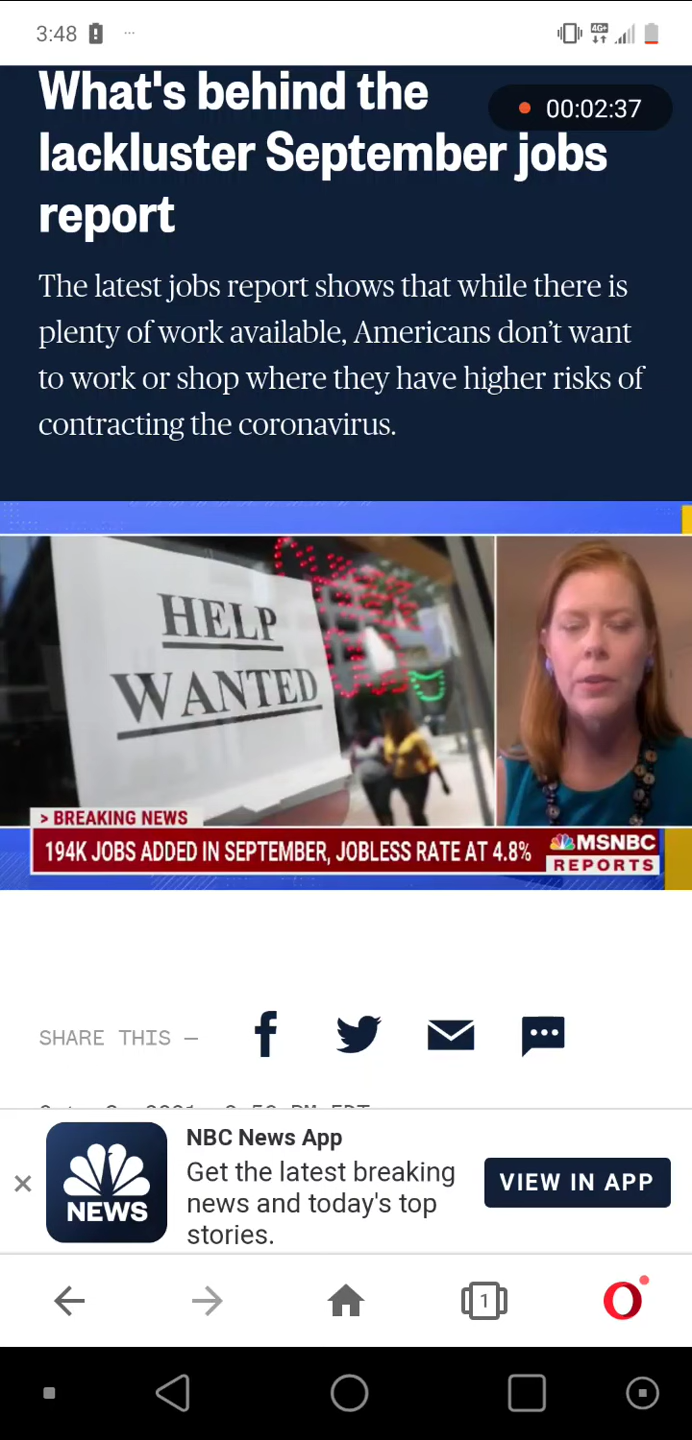 3:48
4G+
What's behind the
00:02:37
lackluster September jobs
report
The latest jobs report shows that while there is
plenty of work available, Americans don’t want
to work or shop where they have higher risks of
contracting the coronavirus.
HELP
WANTED
> BREAKING NEWS
194K JOBS ADDED IN SEPTEMBER, JOBLESS RATE AT 4.8%
MSNBC
REPORTS
SHARE THIS —
NBC News App
Get the latest breaking
news and today's top
stories.
NEWS
VIEW IN APP
1